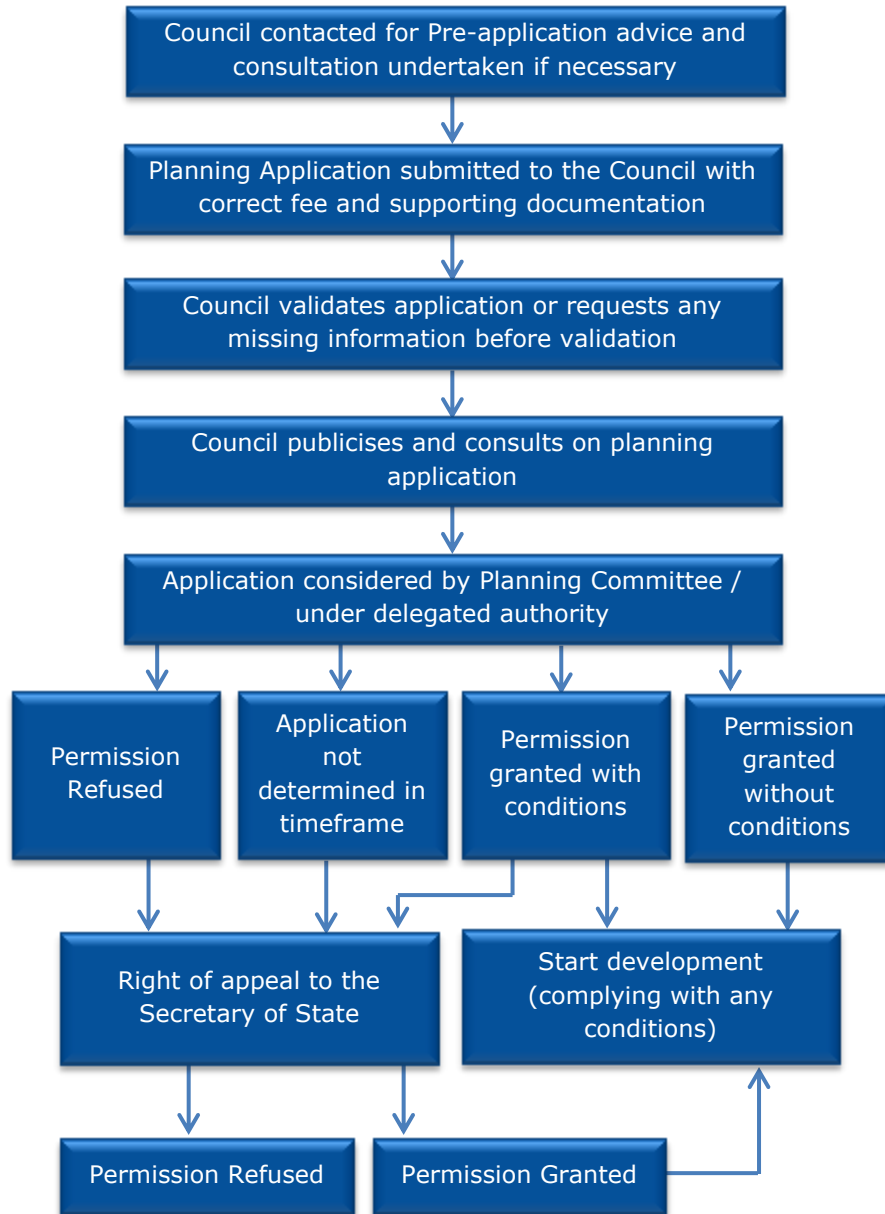 Council contacted for Pre-application advice and
consultation undertaken if necessary
Planning Application submitted to the Council with
correct fee and supporting documentation
Council validates application or requests any
missing information before validation
Council publicises and consults on planning
application
Application considered by Planning Committee /
under delegated authority
Permission
Refused
Application
not
determined in
timeframe
Permission
granted with
conditions
Permission
granted
without
conditions
Right of appeal to the
Secretary of State
Start development
(complying with any
conditions)
Permission Refused
Permission Granted